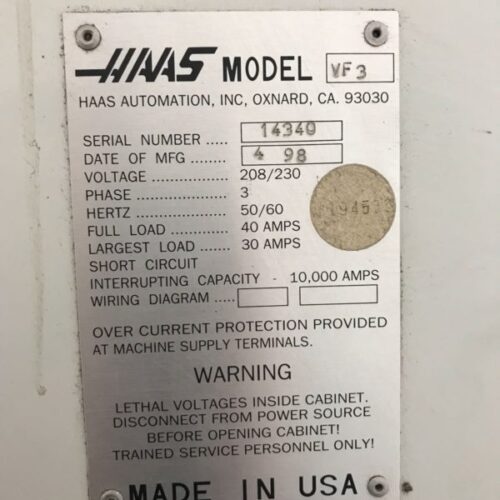 HAAS MODEL VF3
HAAS AUTOMATION, INC, OXNARD, CA. 93030
SERIAL NUMBER ..... 14340
DATE OF MFG ........ 4 98
VOLTAGE ................. 208/230
PHASE ..................... 3
HERTZ ..................... 50/60
FULL LOAD .............. 40 AMPS
LARGEST LOAD ....... 30 AMPS
SHORT CIRCUIT
INTERRUPTING CAPACITY - 10,000 AMPS
WIRING DIAGRAM .....
OVER CURRENT PROTECTION PROVIDED
AT MACHINE SUPPLY TERMINALS.
WARNING
LETHAL VOLTAGES INSIDE CABINET.
DISCONNECT FROM POWER SOURCE
BEFORE OPENING CABINET!
TRAINED SERVICE PERSONNEL ONLY!
MADE IN USA